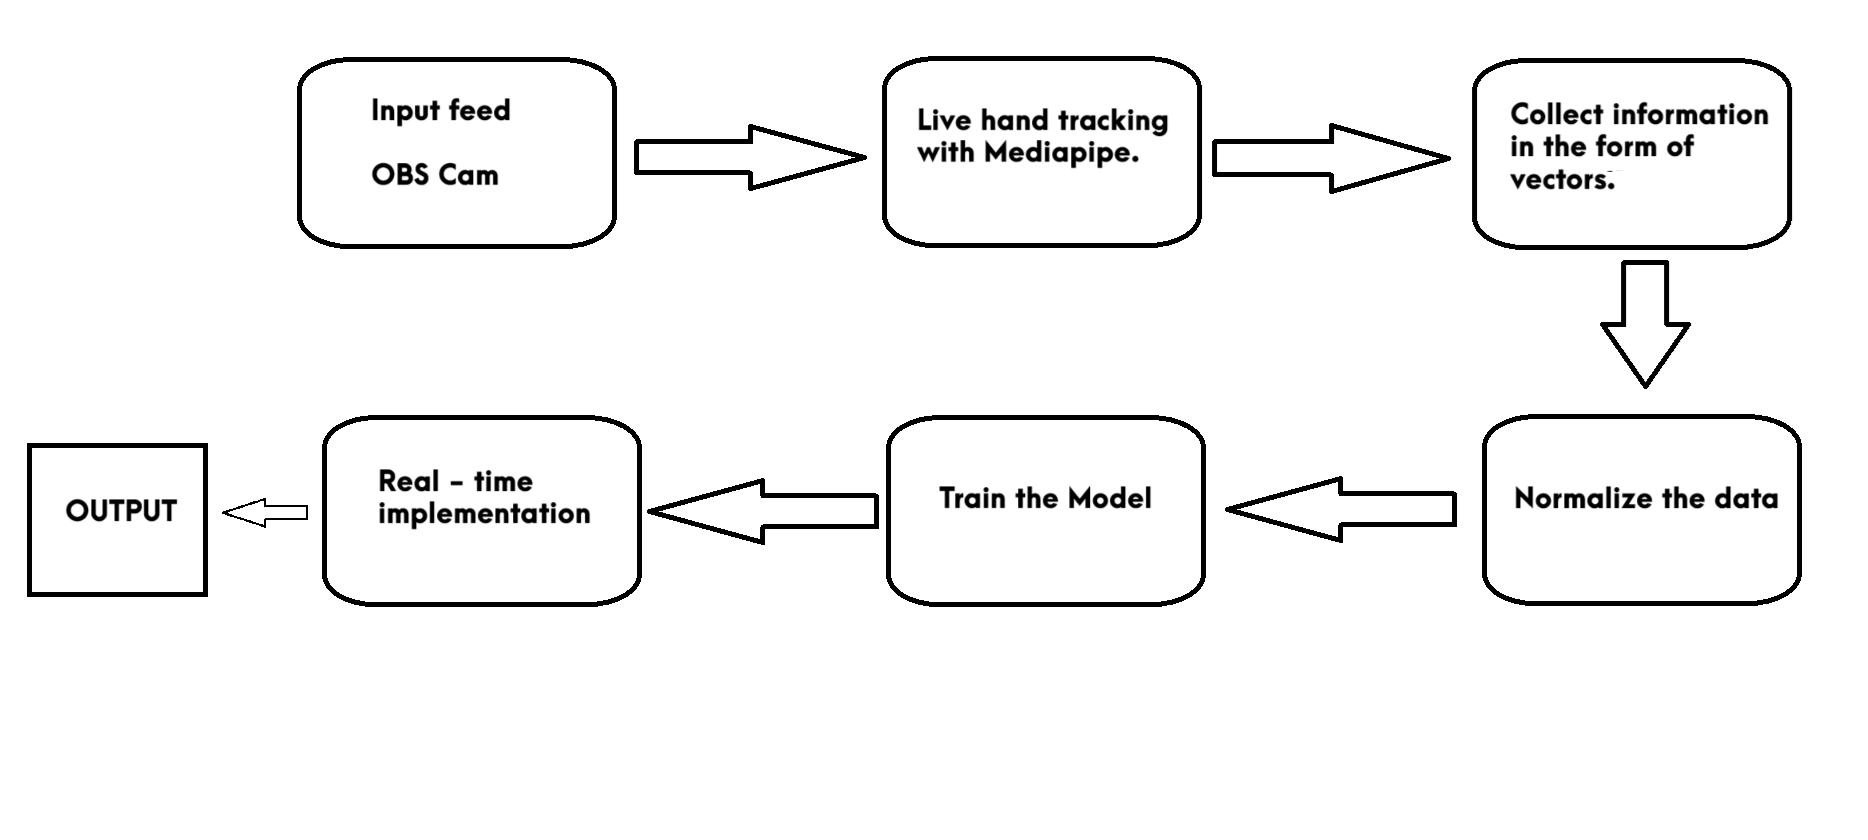 Input feed
OBS Cam
Live hand tracking
with Mediapipe.
Collect information
in the form of
vectors.
Normalize the data
Train the Model
Real - time
implementation
OUTPUT